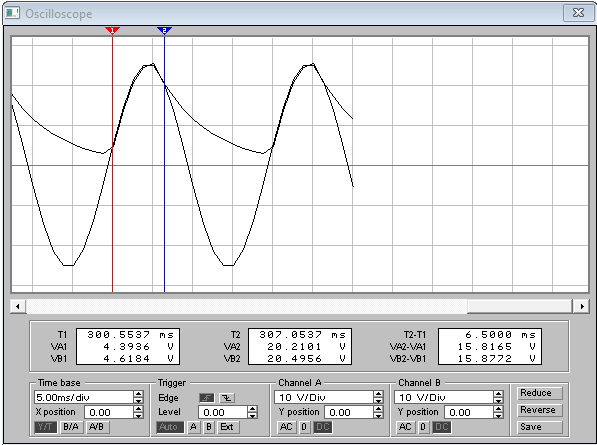 Oscilloscope
1 2
T1 300.5537 ms T2 307.0537 ms T2-T1 6.5000 ms
VA1 4.3936 V VA2 20.2101 V VA2-VA1 15.8165 V
VB1 4.6184 V VB2 20.4956 V VB2-VB1 15.8772 V
Time base Trigger Channel A Channel B Reduce
5.00ms/div Edge 10 V/Div 10 V/Div
X position 0.00 Level 0.00 Y position 0.00 Y position 0.00 Reverse
Y/T B/A A/B Auto A B Ext AC 0 DC AC 0 DC Save